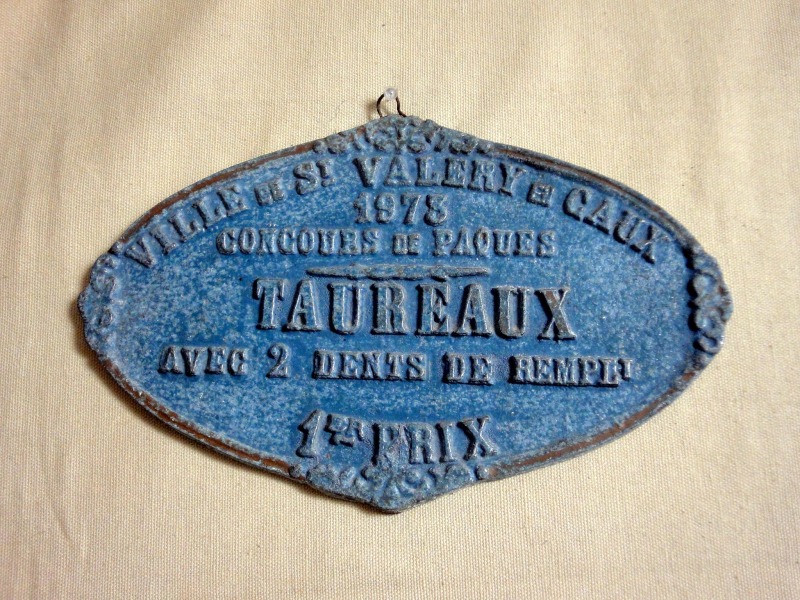 VILLE DE ST VALERY EN CAUX
1973
CONCOURS DE PAQUES
TAUREAUX
AVEC 2 DENTS DE REMPLT
1ER PRIX